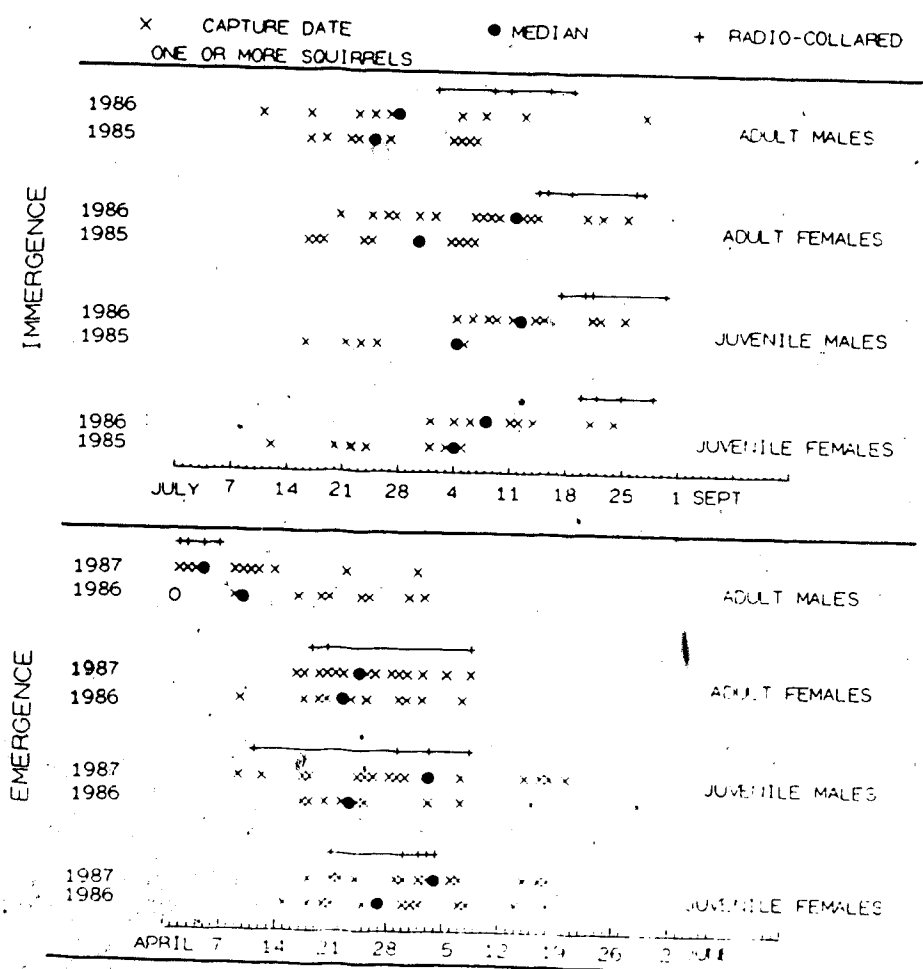 × CAPTURE DATE ● MEDIAN + RADIO-COLLARED
ONE OR MORE SQUIRRELS
IMMERGENCE
1986
1985 ADULT MALES
1986
1985 ADULT FEMALES
1986
1985 JUVENILE MALES
1986
1985 JUVENILE FEMALES
JULY 7 14 21 28 4 11 18 25 1 SEPT
EMERGENCE
1987
1986 ADULT MALES
1987
1986 ADULT FEMALES
1987
1986 JUVENILE MALES
1987
1986 JUVENILE FEMALES
APRIL 7 14 21 28 5 12 19 26 2 JUNE